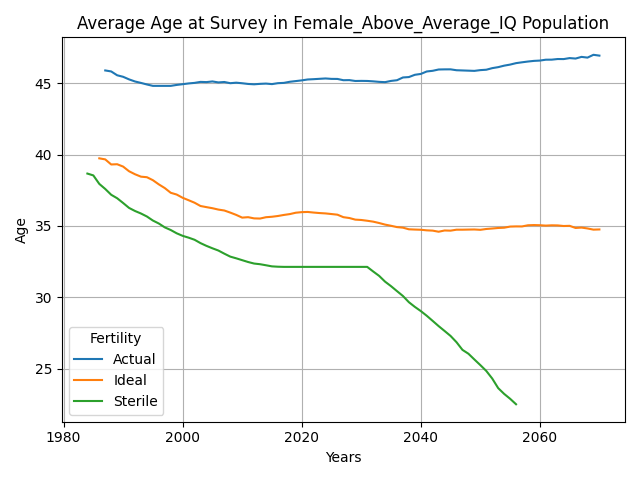 Average Age at Survey in Female_Above_Average_IQ Population
Age
45
40
35
30
25
Fertility
Actual
Ideal
Sterile
1980
2000
2020
2040
2060
Years